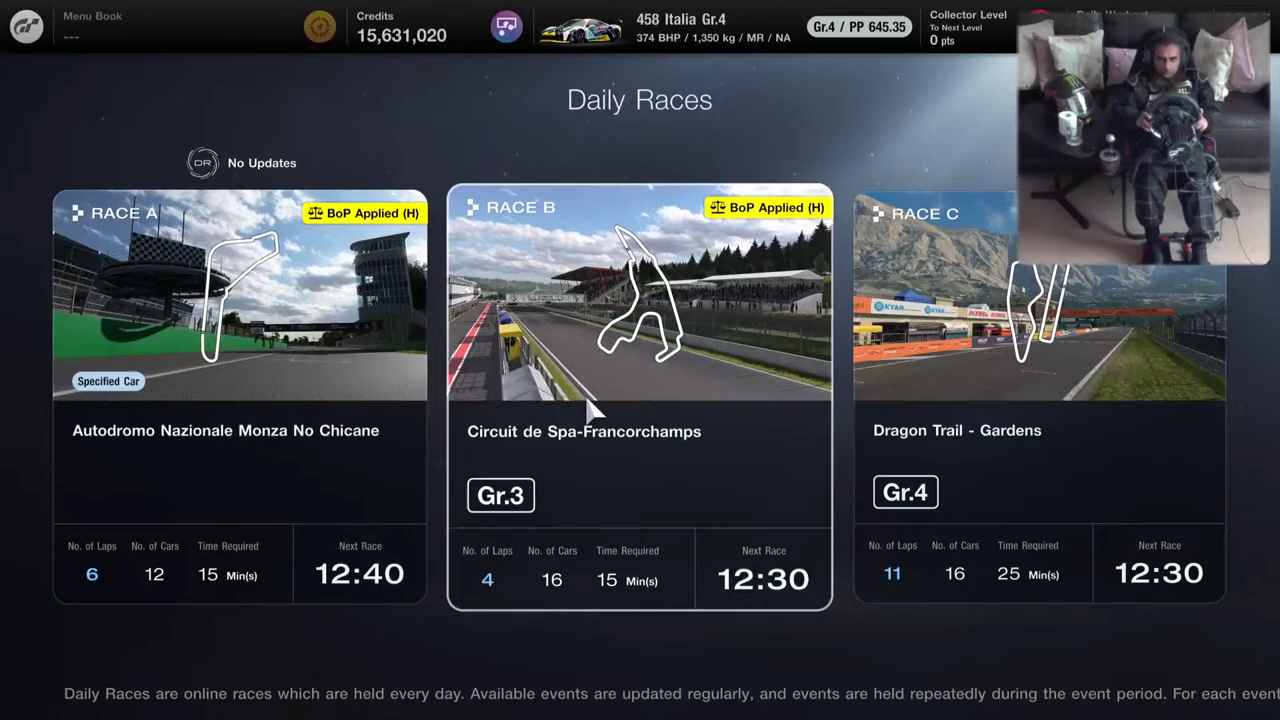 Menu Book
---
Credits
15,631,020
458 Italia Gr.4
374 BHP / 1,350 kg / MR / NA
Gr.4 / PP 645.35
Collector Level
To Next Level
0 pts
Daily Races
DR No Updates
RACE A
BoP Applied (H)
Specified Car
Autodromo Nazionale Monza No Chicane
No. of Laps
No. of Cars
Time Required
Next Race
6
12
15 Min(s)
12:40
RACE B
BoP Applied (H)
Circuit de Spa-Francorchamps
Gr.3
No. of Laps
No. of Cars
Time Required
Next Race
4
16
15 Min(s)
12:30
RACE C
Dragon Trail - Gardens
Gr.4
No. of Laps
No. of Cars
Time Required
Next Race
11
16
25 Min(s)
12:30
Daily Races are online races which are held every day. Available events are updated regularly, and events are held repeatedly during the event period. For each event